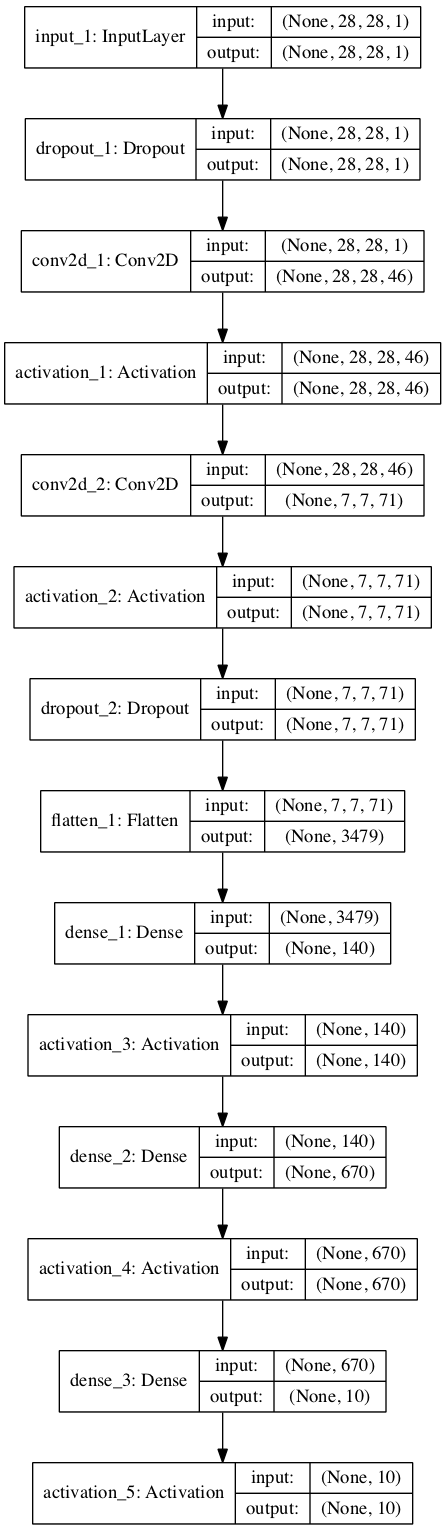 input_1: InputLayer
input: (None, 28, 28, 1)
output: (None, 28, 28, 1)
dropout_1: Dropout
input: (None, 28, 28, 1)
output: (None, 28, 28, 1)
conv2d_1: Conv2D
input: (None, 28, 28, 1)
output: (None, 28, 28, 46)
activation_1: Activation
input: (None, 28, 28, 46)
output: (None, 28, 28, 46)
conv2d_2: Conv2D
input: (None, 28, 28, 46)
output: (None, 7, 7, 71)
activation_2: Activation
input: (None, 7, 7, 71)
output: (None, 7, 7, 71)
dropout_2: Dropout
input: (None, 7, 7, 71)
output: (None, 7, 7, 71)
flatten_1: Flatten
input: (None, 7, 7, 71)
output: (None, 3479)
dense_1: Dense
input: (None, 3479)
output: (None, 140)
activation_3: Activation
input: (None, 140)
output: (None, 140)
dense_2: Dense
input: (None, 140)
output: (None, 670)
activation_4: Activation
input: (None, 670)
output: (None, 670)
dense_3: Dense
input: (None, 670)
output: (None, 10)
activation_5: Activation
input: (None, 10)
output: (None, 10)